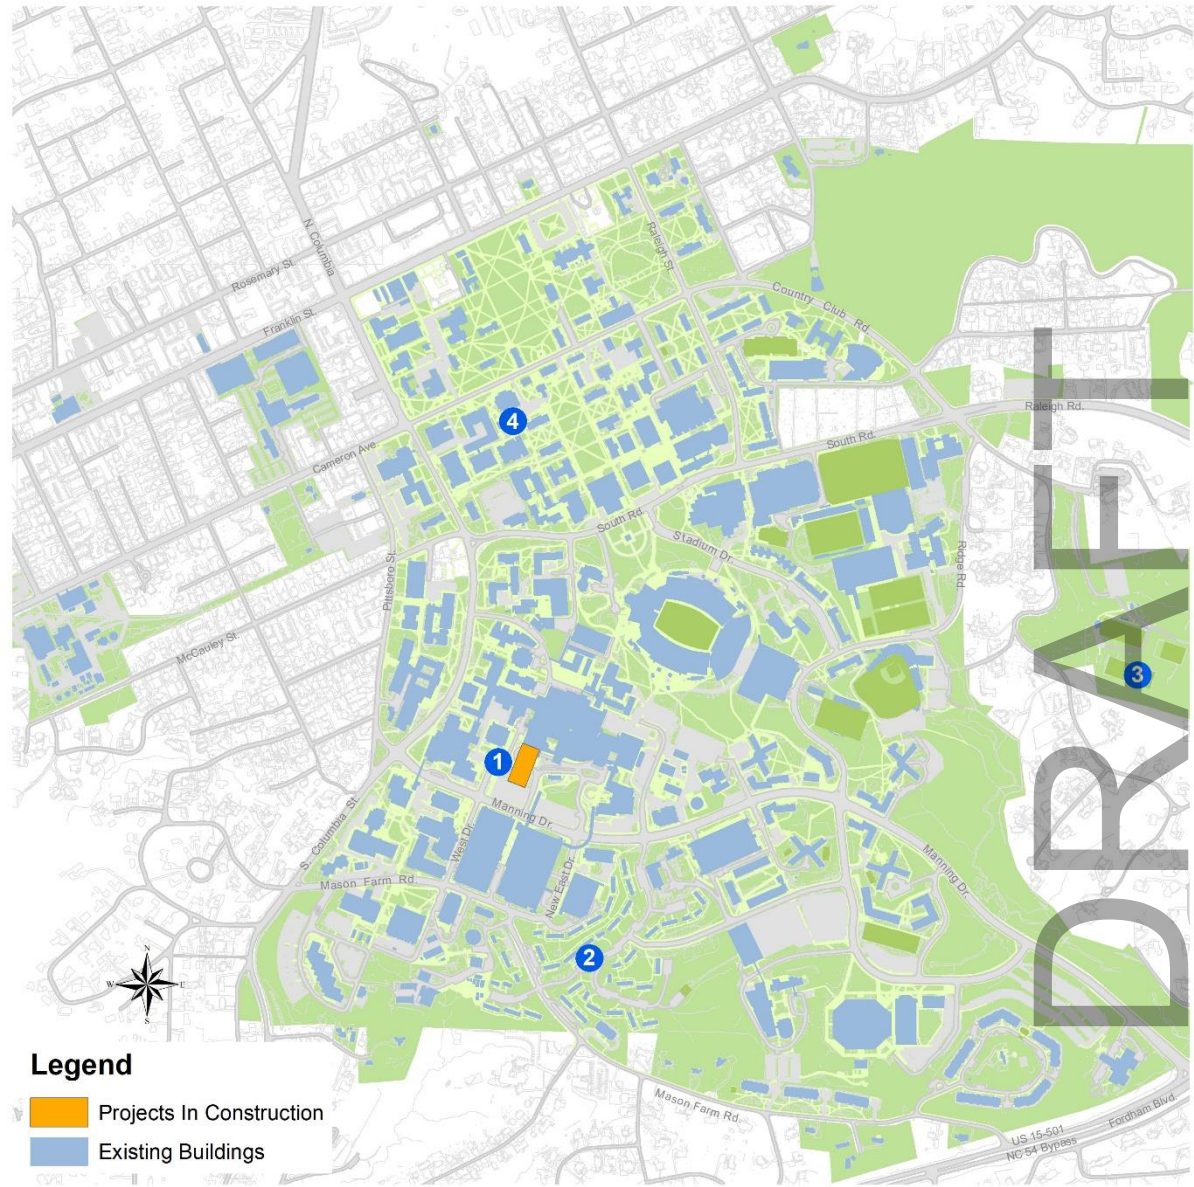 N. Columbia
Rosemary St.
Franklin St
Raleigh St.
Country Club Rd.
Raleigh Rd.
4
South Rd.
Cameron Ave
South Rd.
Stadium Dr
Ridge Rd.
Pittsboro St.
McCauley St.
3
DRAFT
1
Manning Dr.
S. Columbia St
West Dr.
Manning Dr
Mason Farm Rd.
New East Dr.
2
N
W
E
S
Legend
Projects In Construction
Existing Buildings
Mason Farm Rd
Fordham Blvd.
US 15-501
NC 54 Bypass